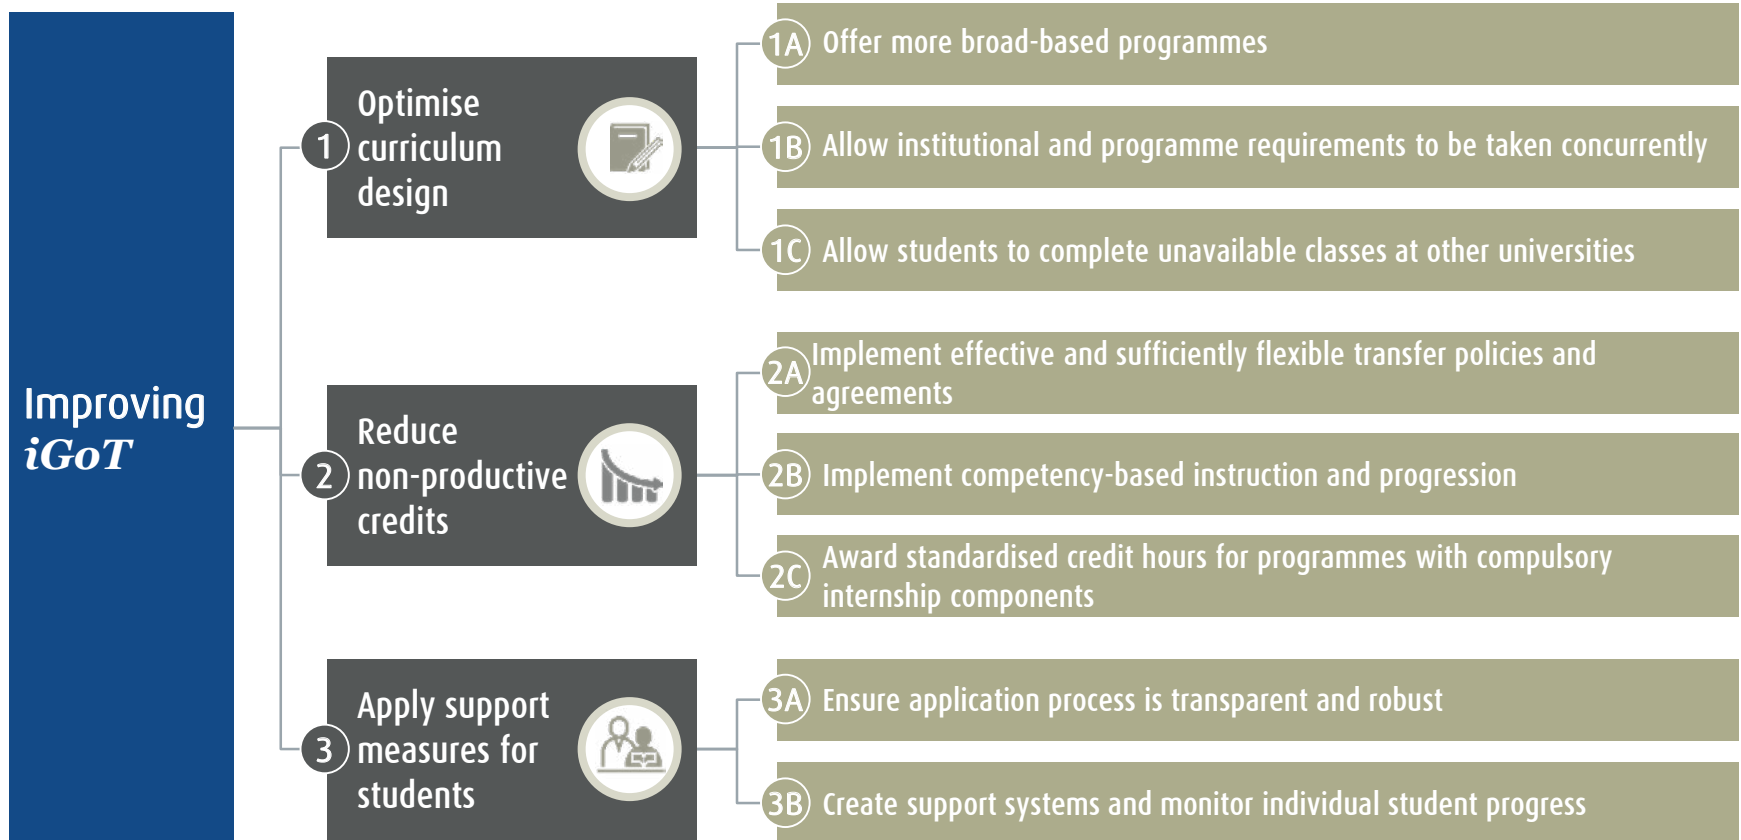 Improving
iGoT
1
Optimise
curriculum
design
1A
Offer more broad-based programmes
1B
Allow institutional and programme requirements to be taken concurrently
1C
Allow students to complete unavailable classes at other universities
2
Reduce
non-productive
credits
2A
Implement effective and sufficiently flexible transfer policies and
agreements
2B
Implement competency-based instruction and progression
2C
Award standardised credit hours for programmes with compulsory
internship components
3
Apply support
measures for
students
3A
Ensure application process is transparent and robust
3B
Create support systems and monitor individual student progress